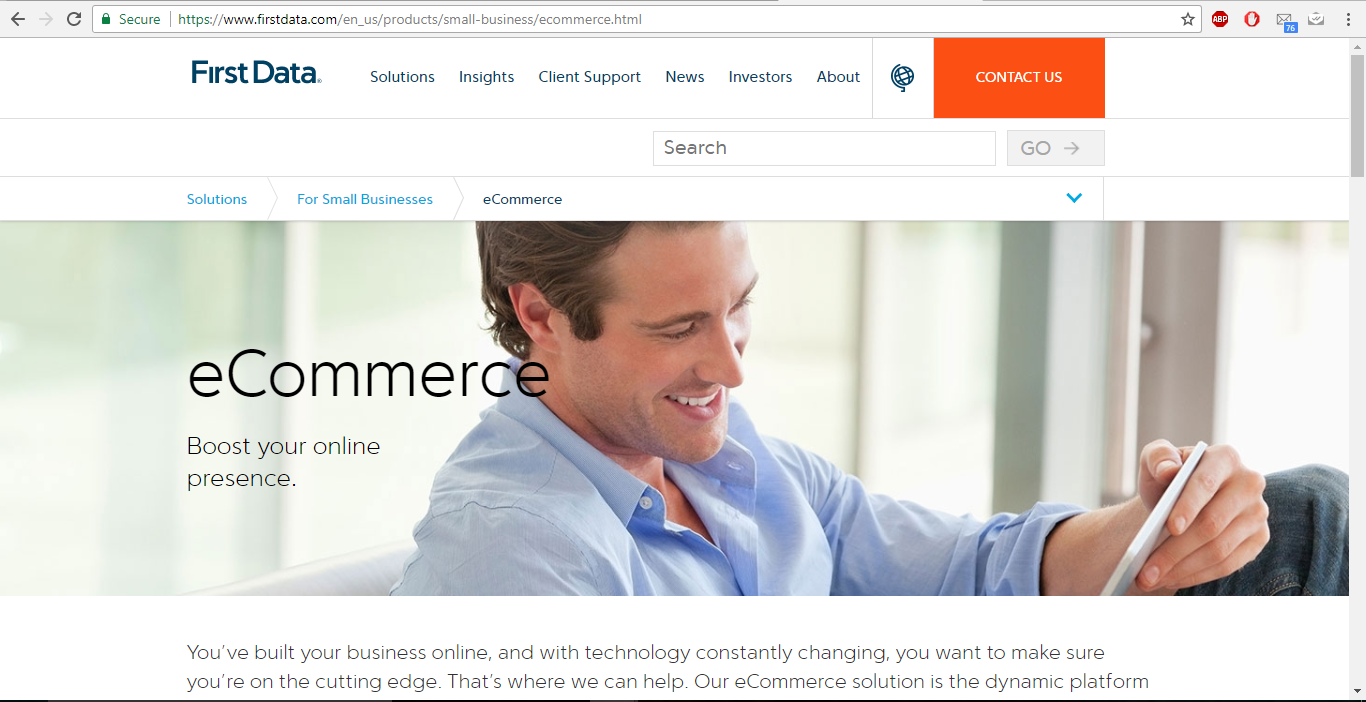 Secure https://www.firstdata.com/en_us/products/small-business/ecommerce.html
ABP
76
First Data®
Solutions Insights Client Support News Investors About CONTACT US
Search GO →
Solutions For Small Businesses eCommerce
eCommerce
Boost your online
presence.
You've built your business online, and with technology constantly changing, you want to make sure
you're on the cutting edge. That's where we can help. Our eCommerce solution is the dynamic platform